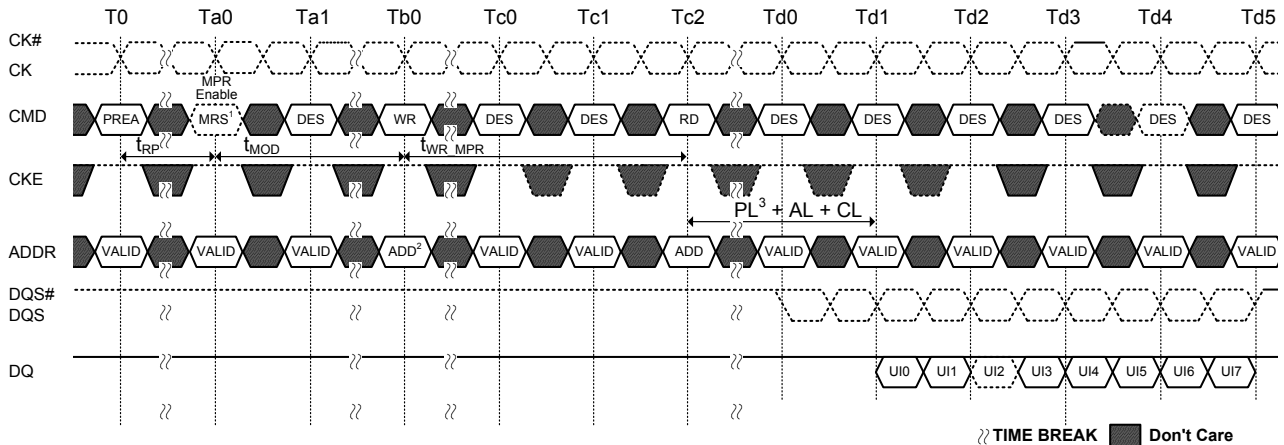 T0 Ta0 Ta1 Tb0 Tc0 Tc1 Tc2 Td0 Td1 Td2 Td3 Td4 Td5
CK#
CK
MPR
Enable
CMD PREA MRS¹ DES WR DES DES RD DES DES DES DES DES DES
tRP tMOD tWR_MPR
CKE
PL³ + AL + CL
ADDR VALID VALID VALID ADD² VALID VALID ADD VALID VALID VALID VALID VALID VALID
DQS#
DQS
DQ UI0 UI1 UI2 UI3 UI4 UI5 UI6 UI7
TIME BREAK Don't Care